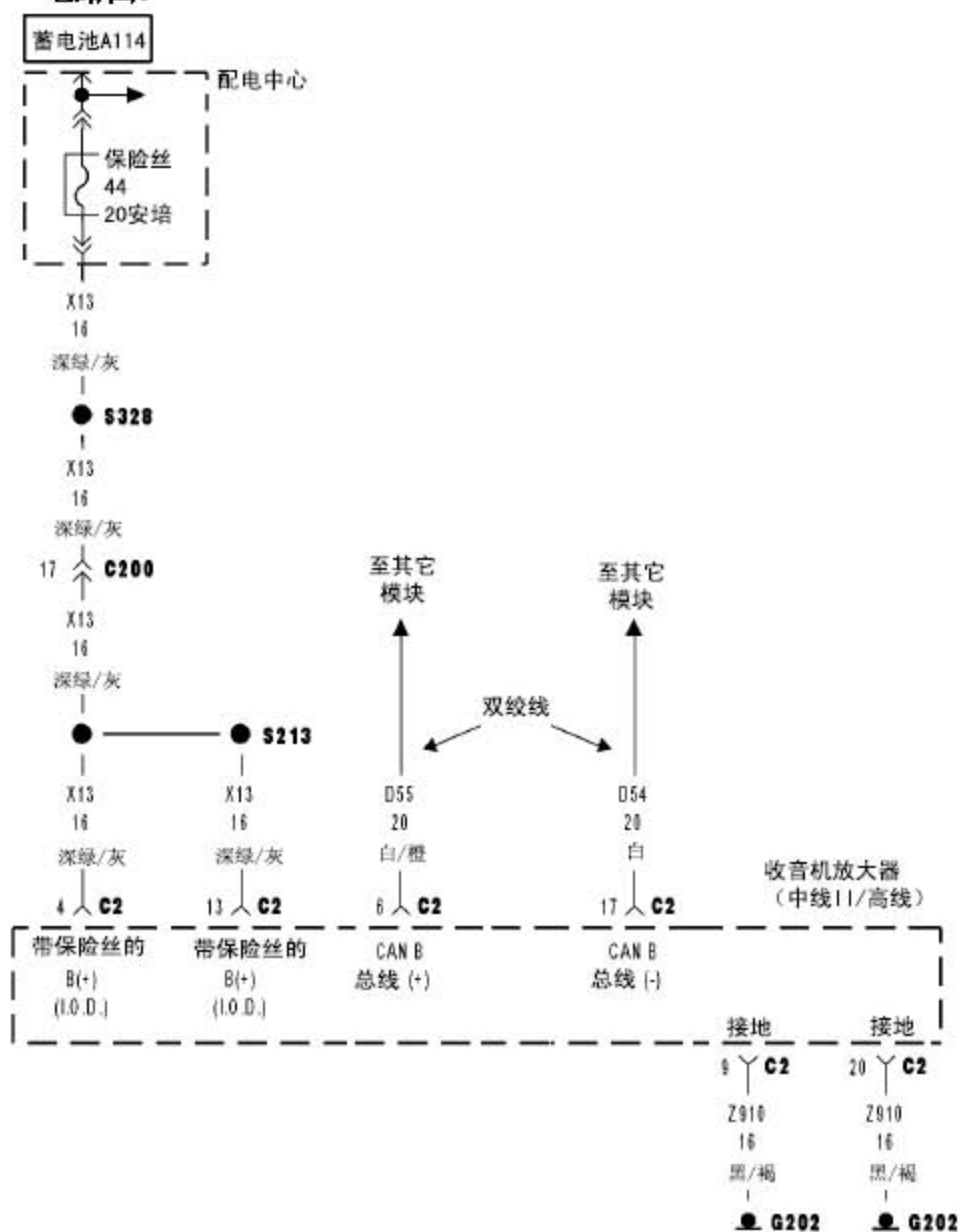 蓄电池A114
配电中心
保险丝
44
20安培
X13
16
深绿/灰
S328
X13
16
深绿/灰
17 C200
X13
16
深绿/灰
S213
至其它
模块
至其它
模块
双绞线
X13
16
深绿/灰
X13
16
深绿/灰
D55
20
白/橙
D54
20
白
收音机放大器
（中线II/高线）
4 C2
13 C2
6 C2
17 C2
带保险丝的
B(+)
(I.O.D.)
带保险丝的
B(+)
(I.O.D.)
CAN B
总线 (+)
CAN B
总线 (-)
接地
接地
9 C2
20 C2
Z910
16
黑/褐
Z910
16
黑/褐
G202
G202